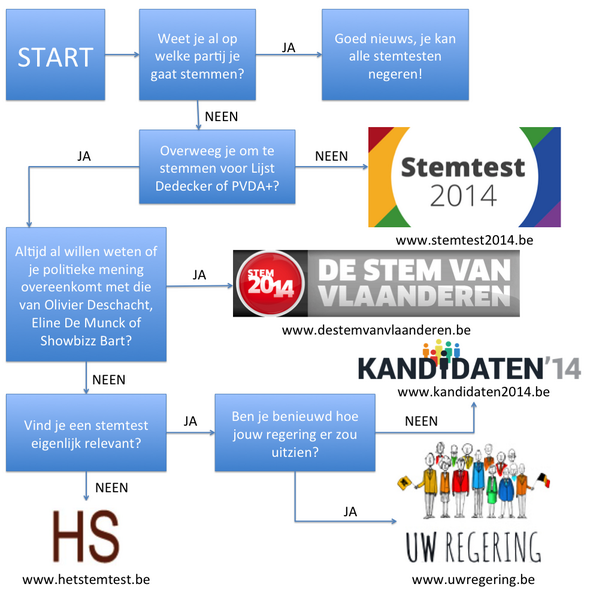 START
Weet je al op
welke partij je
gaat stemmen?
JA
Goed nieuws, je kan
alle stemtesten
negeren!
NEEN
Overweeg je om te
stemmen voor Lijst
Dedecker of PVDA+?
JA
NEEN
Stemtest
2014
www.stemtest2014.be
Altijd al willen weten of
je politieke mening
overeenkomt met die
van Olivier Deschacht,
Eline De Munck of
Showbizz Bart?
JA
STEM
2014
DE STEM VAN
VLAANDEREN
www.destemvanvlaanderen.be
NEEN
KANDIDATEN'14
www.kandidaten2014.be
Vind je een stemtest
eigenlijk relevant?
JA
Ben je benieuwd hoe
jouw regering er zou
uitzien?
NEEN
NEEN
JA
HS
www.hetstemtest.be
UW REGERING
www.uwregering.be